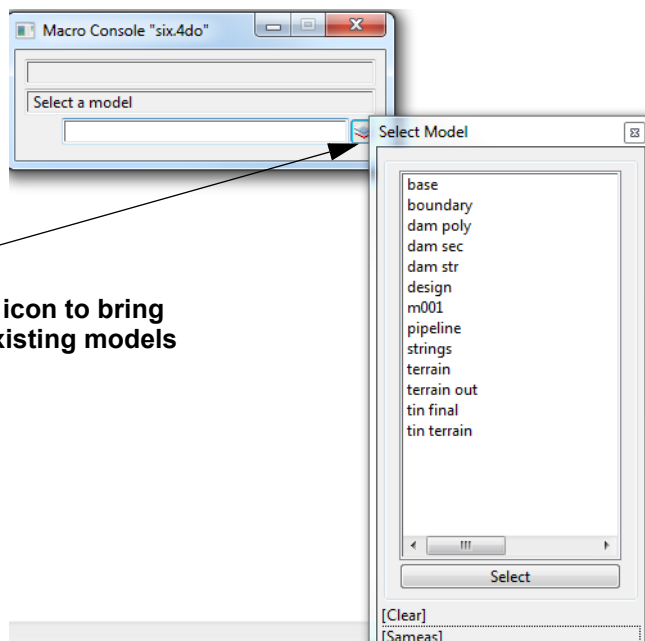 Macro Console "six.4do"
Select a model
Select Model
base
boundary
dam poly
dam sec
dam str
design
m001
pipeline
strings
terrain
terrain out
tin final
tin terrain
Select
[Clear]
[Sameas]
icon to bring
xisting models